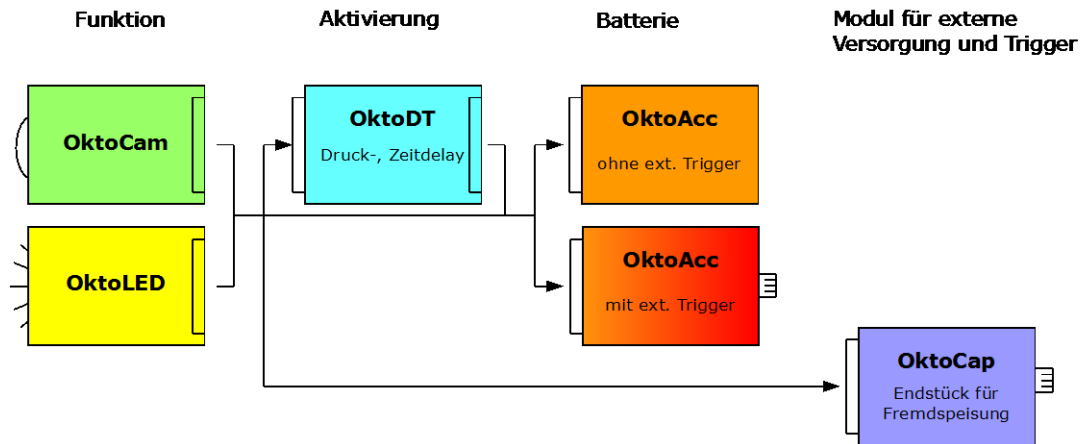 Funktion
Aktivierung
Batterie
Modul für externe
Versorgung und Trigger
OktoCam
OktoDT
Druck-, Zeitdelay
OktoAcc
ohne ext. Trigger
OktoLED
OktoAcc
mit ext. Trigger
OktoCap
Endstück für
Fremdspeisung